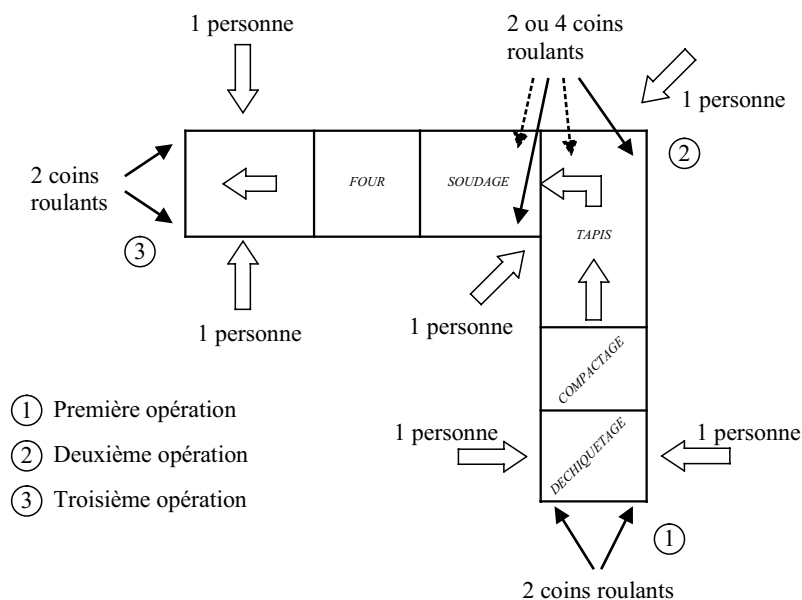 1 personne
2 ou 4 coins
roulants
1 personne
2
2 coins
roulants
FOUR
SOUDAGE
TAPIS
3
1 personne
1 personne
COMPACTAGE
1 Première opération
1 personne
1 personne
DECHIQUETAGE
2 Deuxième opération
3 Troisième opération
1
2 coins roulants